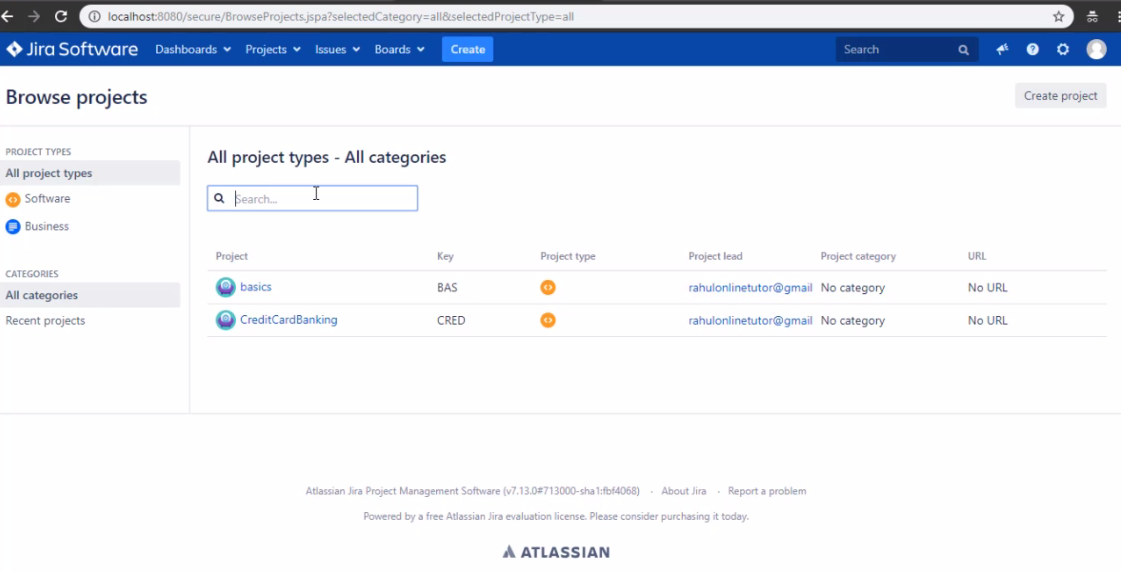 localhost:8080/secure/BrowseProjects.jspa?selectedCategory=all&selectedProjectType=all
Jira Software Dashboards Projects Issues Boards Create Search
Browse projects Create project
PROJECT TYPES
All project types
Software
Business
CATEGORIES
All categories
Recent projects
All project types - All categories
Search...
Project Key Project type Project lead Project category URL
basics BAS rahulonlinetutor@gmail No category No URL
CreditCardBanking CRED rahulonlinetutor@gmail No category No URL
Atlassian Jira Project Management Software (v7.13.0#713000-sha1:fbf4068) · About Jira · Report a problem
Powered by a free Atlassian Jira evaluation license. Please consider purchasing it today.
ATLASSIAN